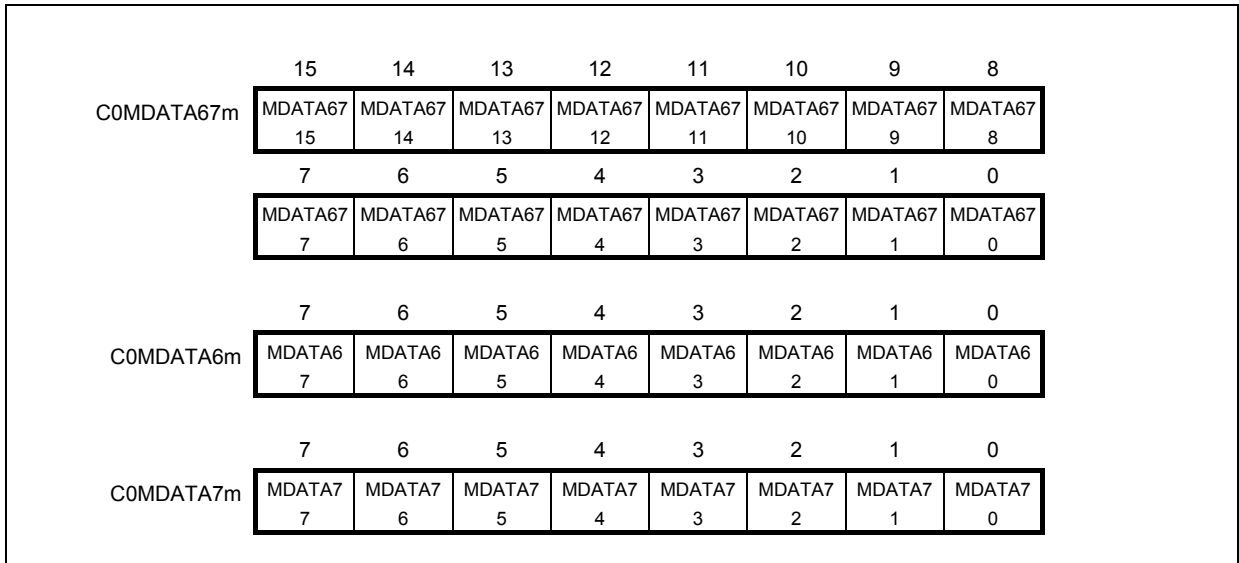 15 14 13 12 11 10 9 8
C0MDATA67m MDATA67 MDATA67 MDATA67 MDATA67 MDATA67 MDATA67 MDATA67 MDATA67
15 14 13 12 11 10 9 8
7 6 5 4 3 2 1 0
MDATA67 MDATA67 MDATA67 MDATA67 MDATA67 MDATA67 MDATA67 MDATA67
7 6 5 4 3 2 1 0
7 6 5 4 3 2 1 0
C0MDATA6m MDATA6 MDATA6 MDATA6 MDATA6 MDATA6 MDATA6 MDATA6 MDATA6
7 6 5 4 3 2 1 0
7 6 5 4 3 2 1 0
C0MDATA7m MDATA7 MDATA7 MDATA7 MDATA7 MDATA7 MDATA7 MDATA7 MDATA7
7 6 5 4 3 2 1 0